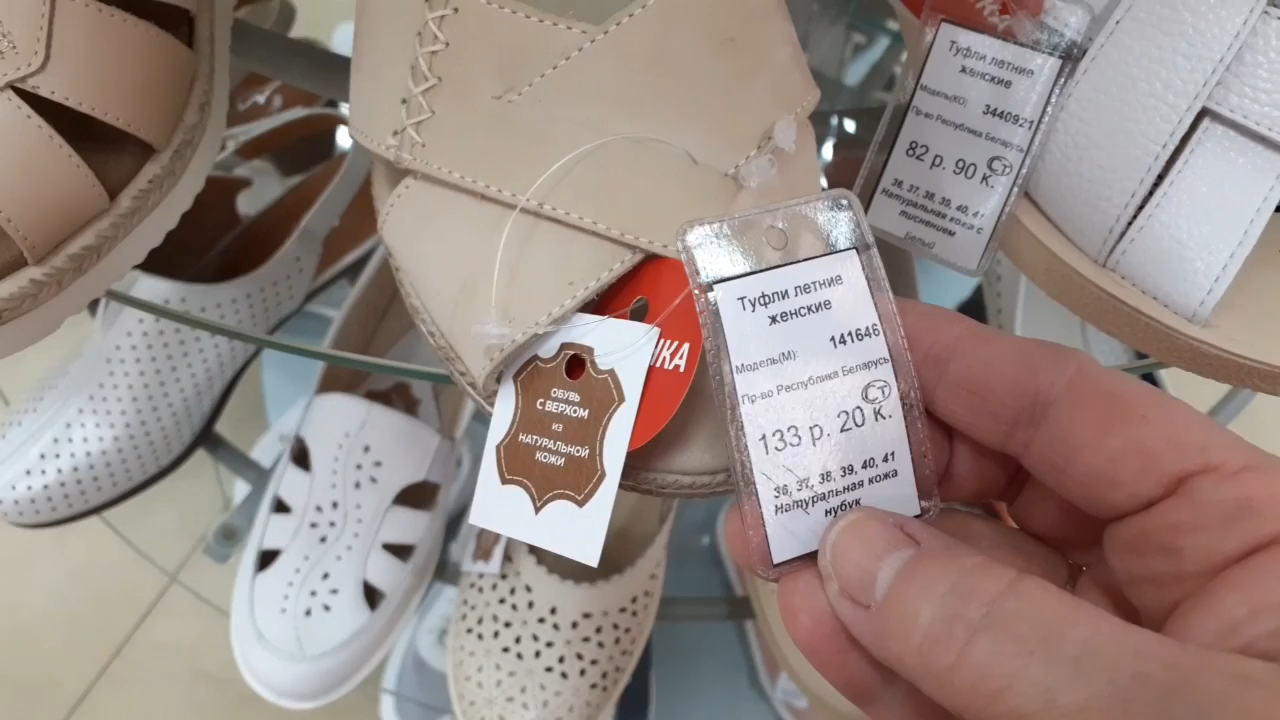 Туфли летние
женские
Модель(КО) 3440921
Пр-во Республика Беларусь
82 р. 90 К. Ст
36, 37, 38, 39, 40, 41
Натуральная кожа с
тиснением
Белый
Туфли летние
женские
Модель(М): 141646
Пр-во Республика Беларусь
Ст
133 р. 20 К.
36, 37, 38, 39, 40, 41
Натуральная кожа
нубук
ОБУВЬ
С ВЕРХОМ
ИЗ
НАТУРАЛЬНОЙ
КОЖИ